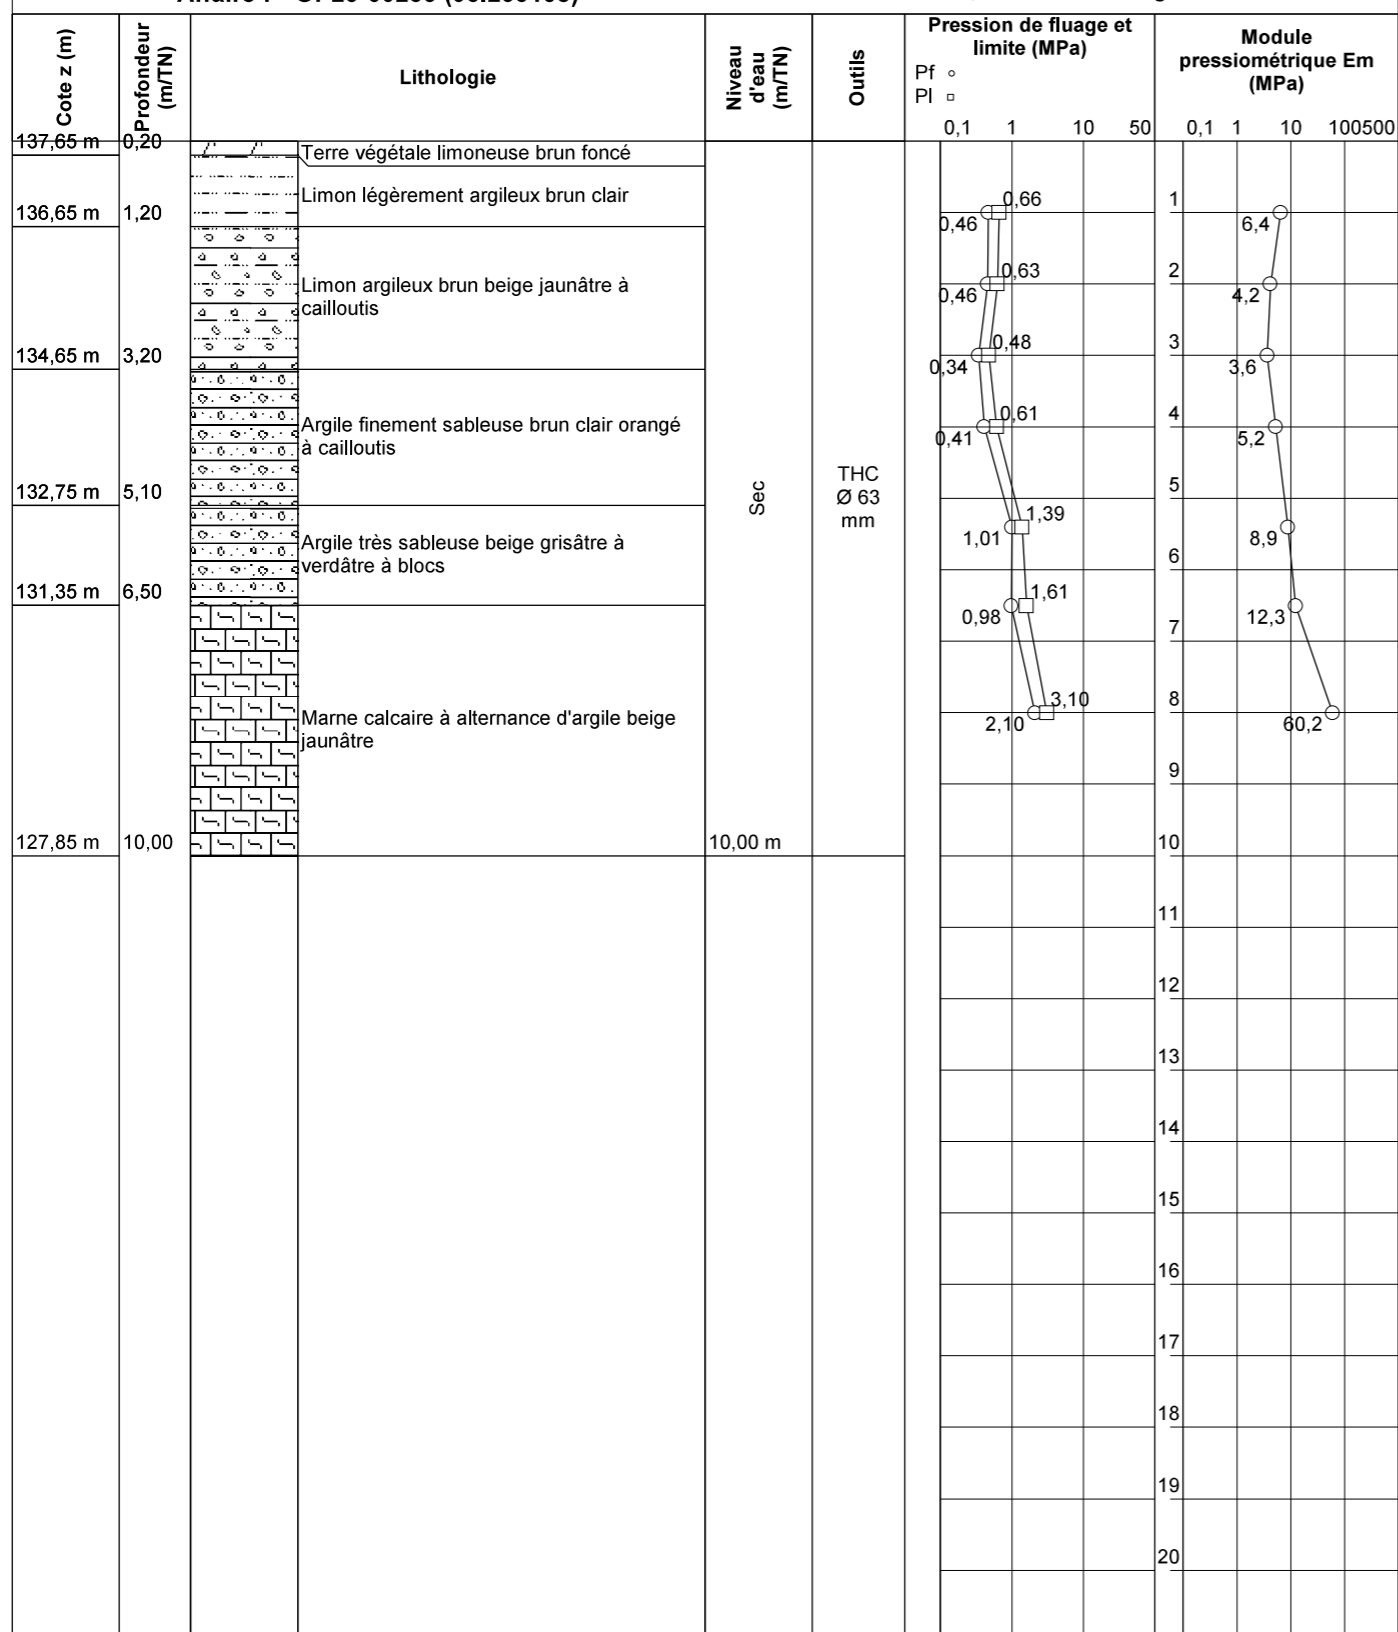 Cote z (m)
Profondeur
(m/TN)
Lithologie
Niveau
d'eau
(m/TN)
Outils
Pression de fluage et
limite (MPa)
Pf
Pl
0,1 1 10 50
Module
pressiométrique Em
(MPa)
0,1 1 10 100500
137,65 m 0,20
Terre végétale limoneuse brun foncé
Limon légèrement argileux brun clair
136,65 m 1,20
Limon argileux brun beige jaunâtre à
cailloutis
134,65 m 3,20
Argile finement sableuse brun clair orangé
à cailloutis
132,75 m 5,10
Argile très sableuse beige grisâtre à
verdâtre à blocs
131,35 m 6,50
Marne calcaire à alternance d'argile beige
jaunâtre
127,85 m 10,00
Sec
10,00 m
THC
Ø 63
mm
0,66
0,46
0,63
0,46
0,48
0,34
0,61
0,41
1,39
1,01
1,61
0,98
3,10
2,10
1
2
3
4
5
6
7
8
9
10
11
12
13
14
15
16
17
18
19
20
6,4
4,2
3,6
5,2
8,9
12,3
60,2